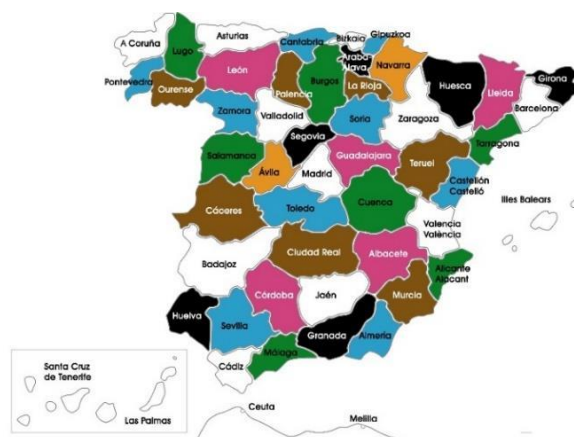 A Coruña
Lugo
Asturias
Cantabria
Bizkaia
Gipuzkoa
Araba
Álava
Navarra
Pontevedra
Ourense
León
Palencia
Burgos
La Rioja
Huesca
Lleida
Girona
Barcelona
Zamora
Valladolid
Soria
Zaragoza
Tarragona
Segovia
Salamanca
Ávila
Madrid
Guadalajara
Teruel
Castellón
Castelló
Illes Balears
Cáceres
Toledo
Cuenca
Valencia
València
Badajoz
Ciudad Real
Albacete
Alicante
Alacant
Córdoba
Jaén
Murcia
Huelva
Sevilla
Granada
Almería
Málaga
Cádiz
Santa Cruz
de Tenerife
Las Palmas
Ceuta
Melilla